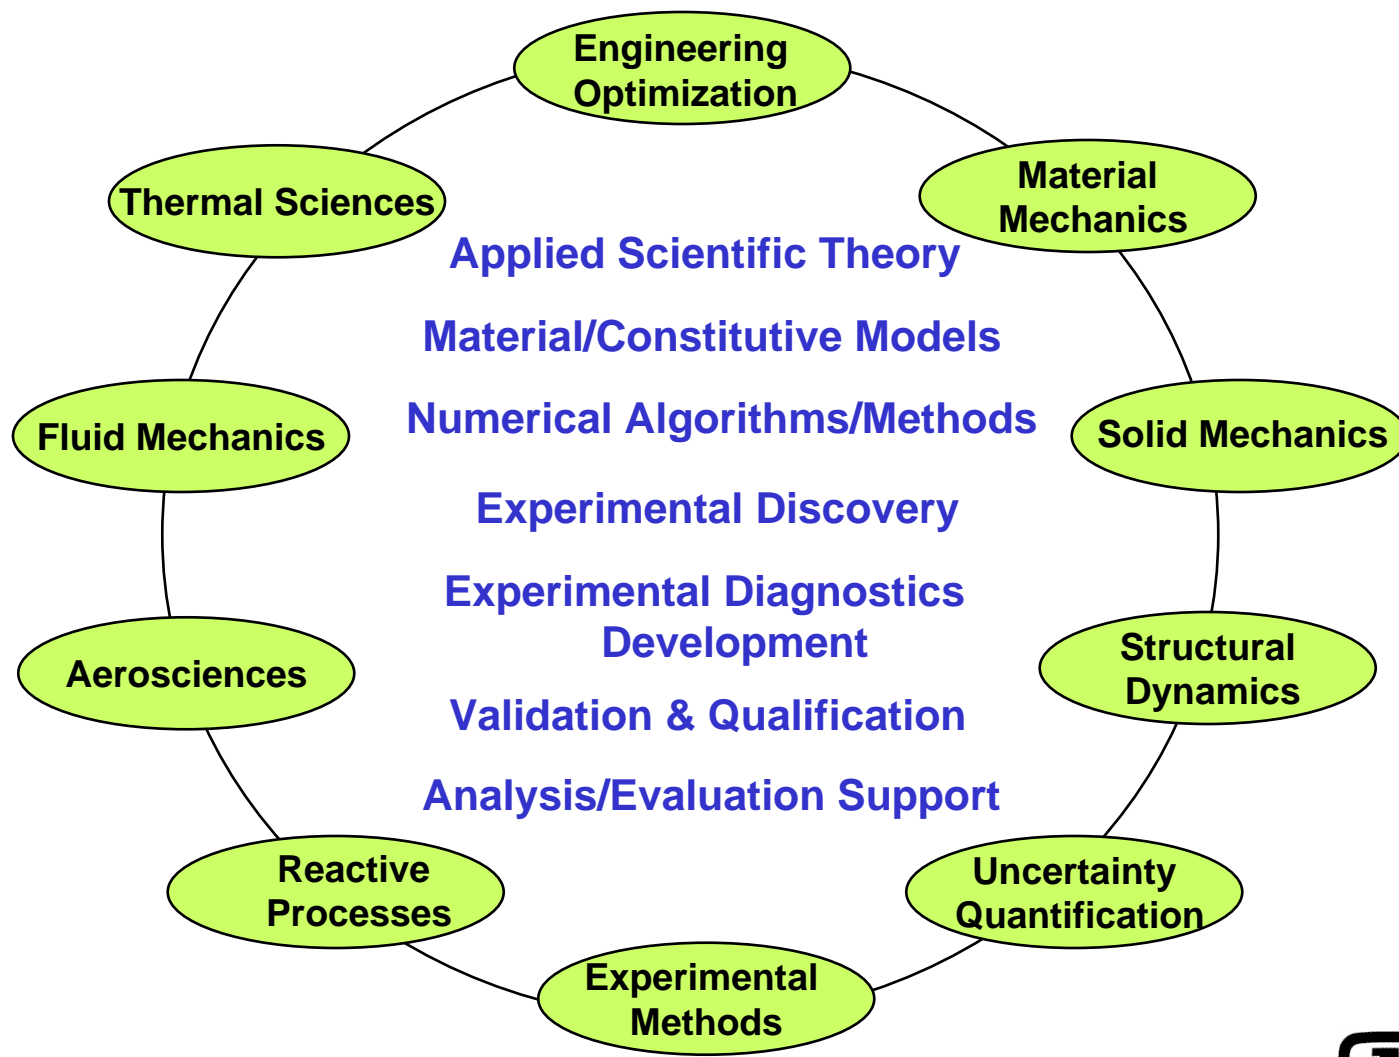 Engineering
Optimization
Material
Mechanics
Thermal Sciences
Applied Scientific Theory
Material/Constitutive Models
Numerical Algorithms/Methods
Fluid Mechanics
Solid Mechanics
Experimental Discovery
Experimental Diagnostics
Development
Aerosciences
Structural
Dynamics
Validation & Qualification
Analysis/Evaluation Support
Reactive
Processes
Uncertainty
Quantification
Experimental
Methods